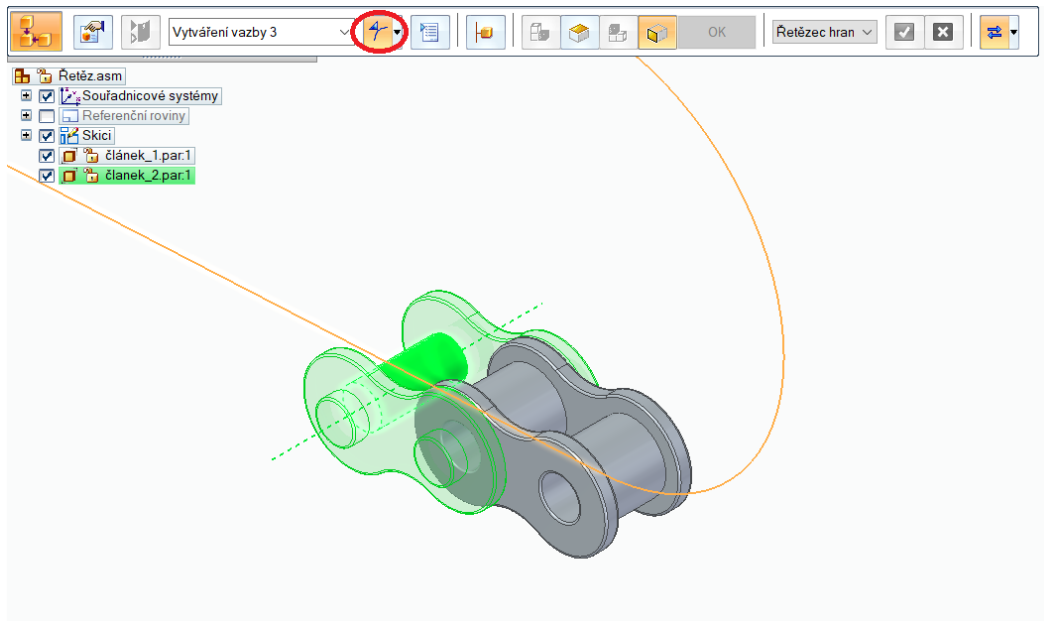 Vytváření vazby 3
OK
Řetězec hran
Řetěz.asm
Souřadnicové systémy
Referenční roviny
Skici
článek_1.par:1
článek_2.par:1